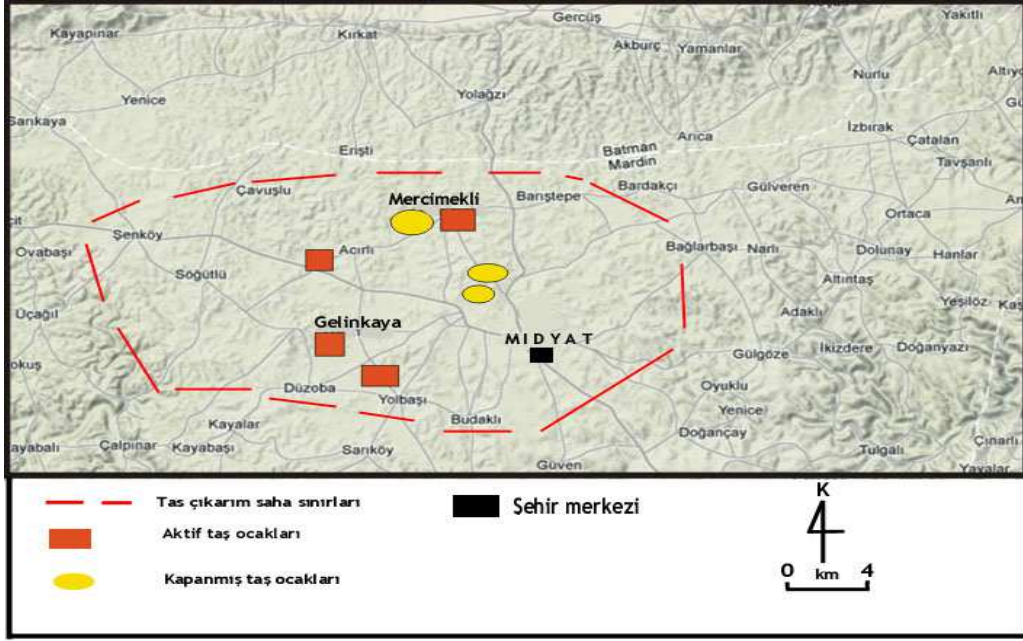 Gercüş
Yakıtlı
Kayapınar
Kırkat
Akburç
Yamanlar
Nurlu
Yenice
Yolağzı
Sarıkaya
İzbırak
Arıca
Çatalan
Erişti
Batman
Mardin
Tavşanlı
Çavuşlu
Mercimekli
Barıştepe
Bardakçı
Gülveren
Ortaca
Şenköy
Ovabaşı
Acırlı
Bağlarbaşı
Narlı
Dolunay
Hanlar
Söğütlü
Altıntaş
Yeşilöz
Üçağıl
Adaklı
Gelinkaya
MIDYAT
Gülgöze
İkizdere
Doğanyazı
Düzoba
Yolbaşı
Oyuklu
Budaklı
Yenice
Kayalar
Doğançay
Çalpınar
Kayabaşı
Sarıköy
Tulgalı
Çınarlı
Güven
Yayalar
Tas çıkarım saha sınırları
Şehir merkezi
K
Aktif taş ocakları
0 km 4
Kapanmış taş ocakları